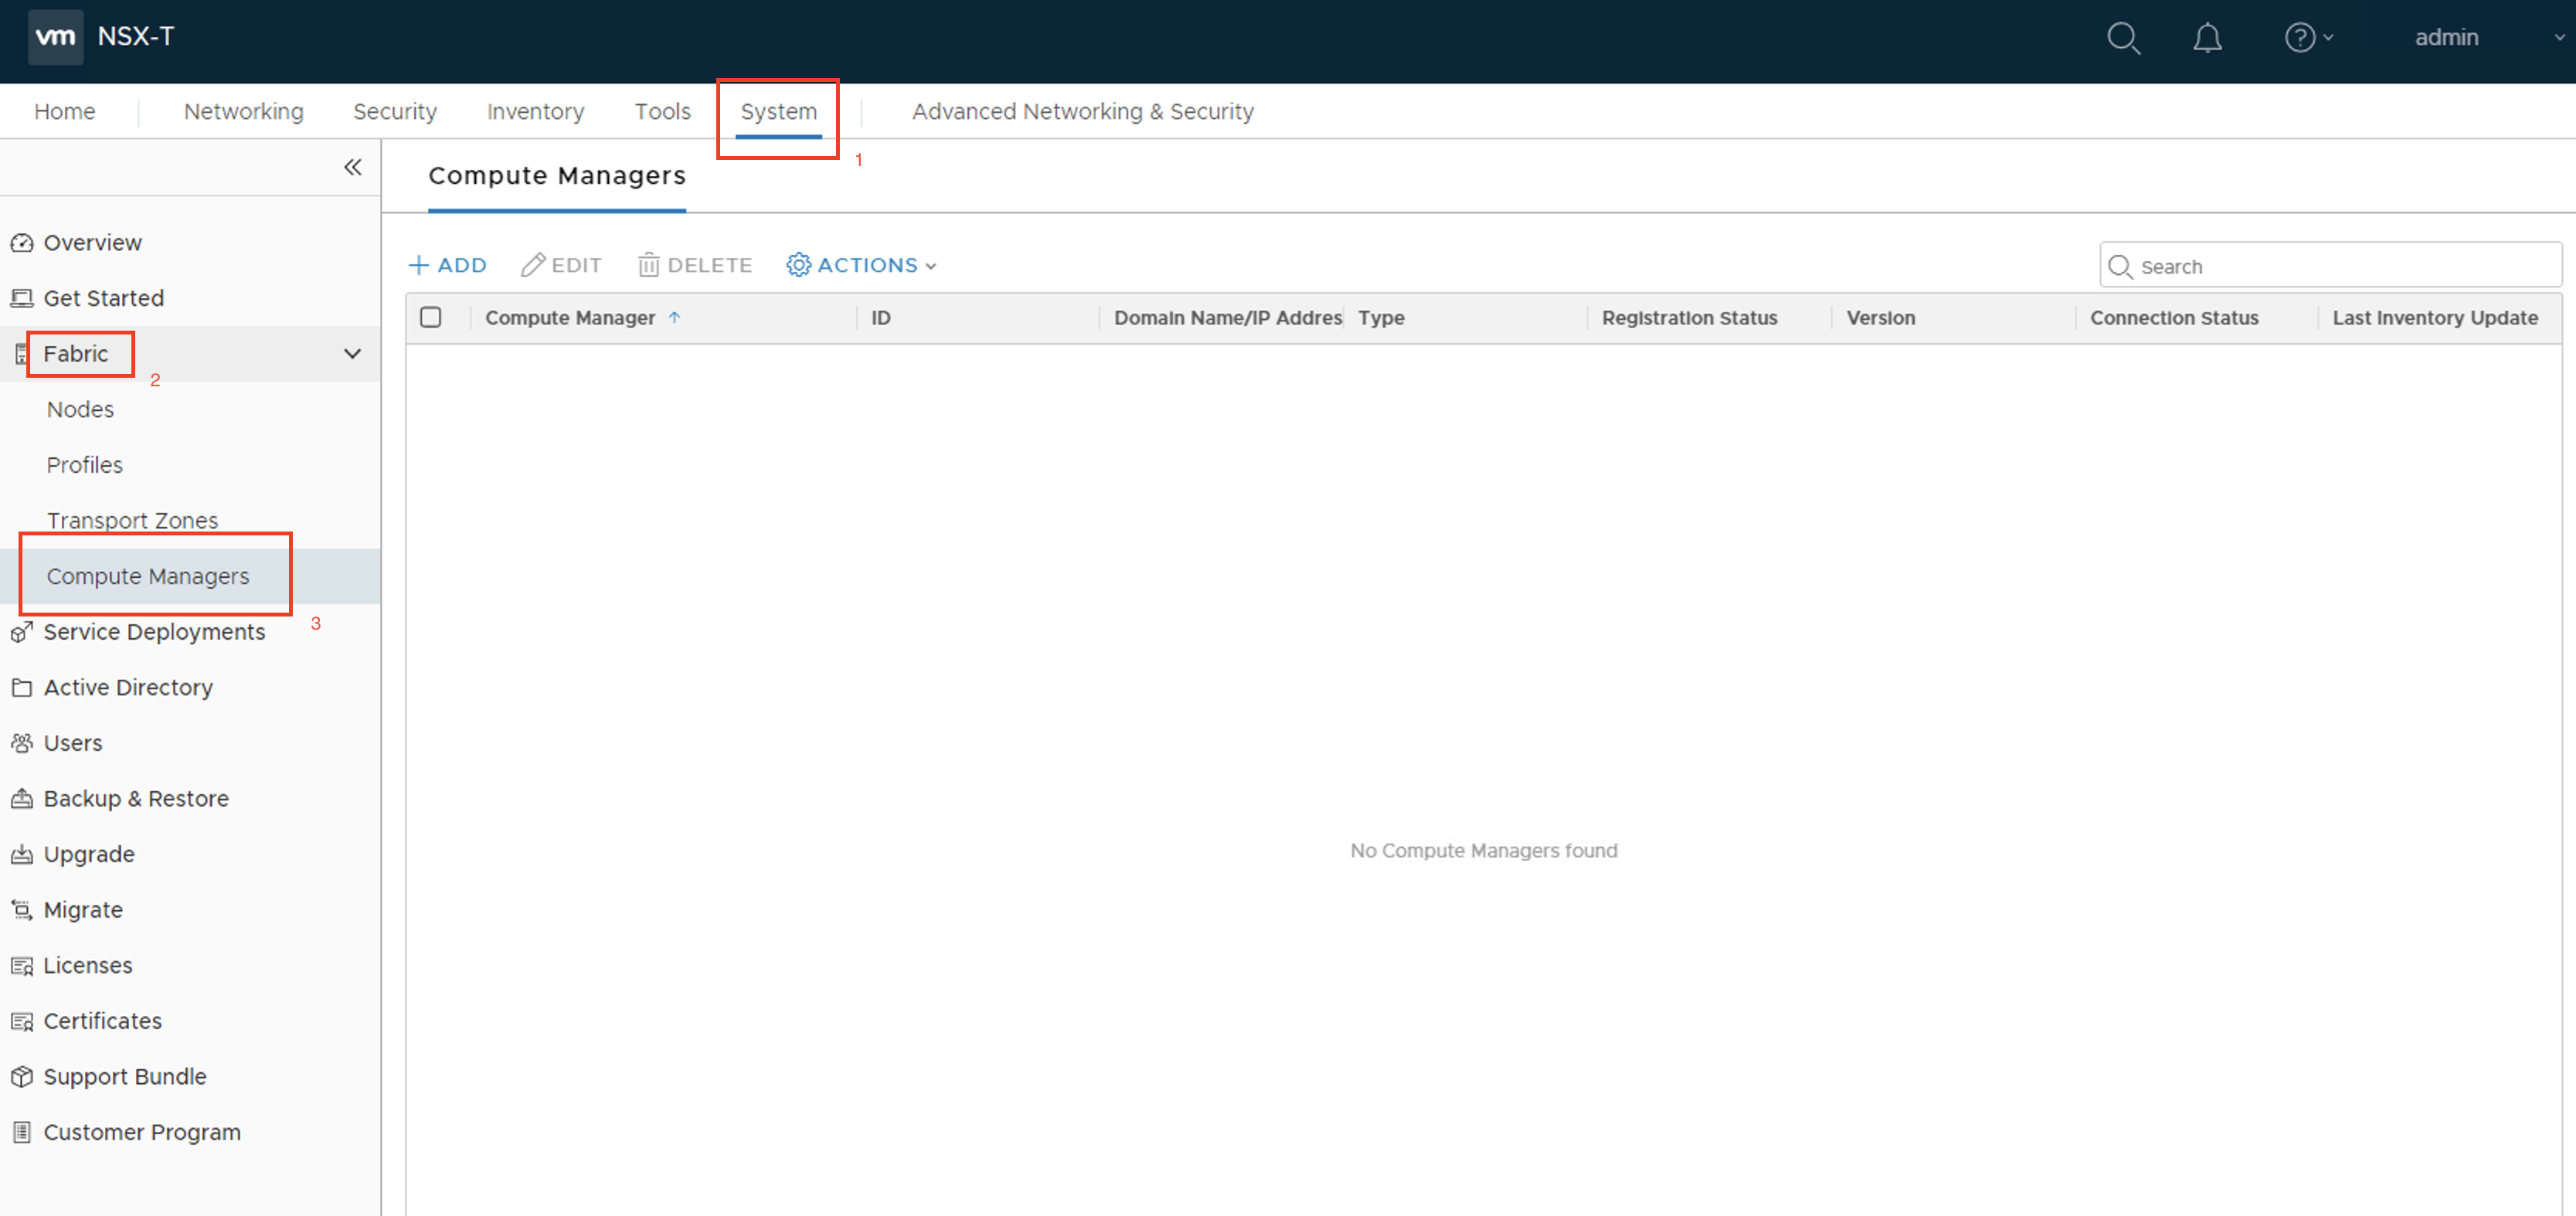 vm NSX-T admin
Home Networking Security Inventory Tools System Advanced Networking & Security
1
Compute Managers
Overview
Get Started
Fabric
2
Nodes
Profiles
Transport Zones
Compute Managers
3
Service Deployments
Active Directory
Users
Backup & Restore
Upgrade
Migrate
Licenses
Certificates
Support Bundle
Customer Program
+ ADD EDIT DELETE ACTIONS
Search
Compute Manager ID Domain Name/IP Addres Type Registration Status Version Connection Status Last Inventory Update
No Compute Managers found